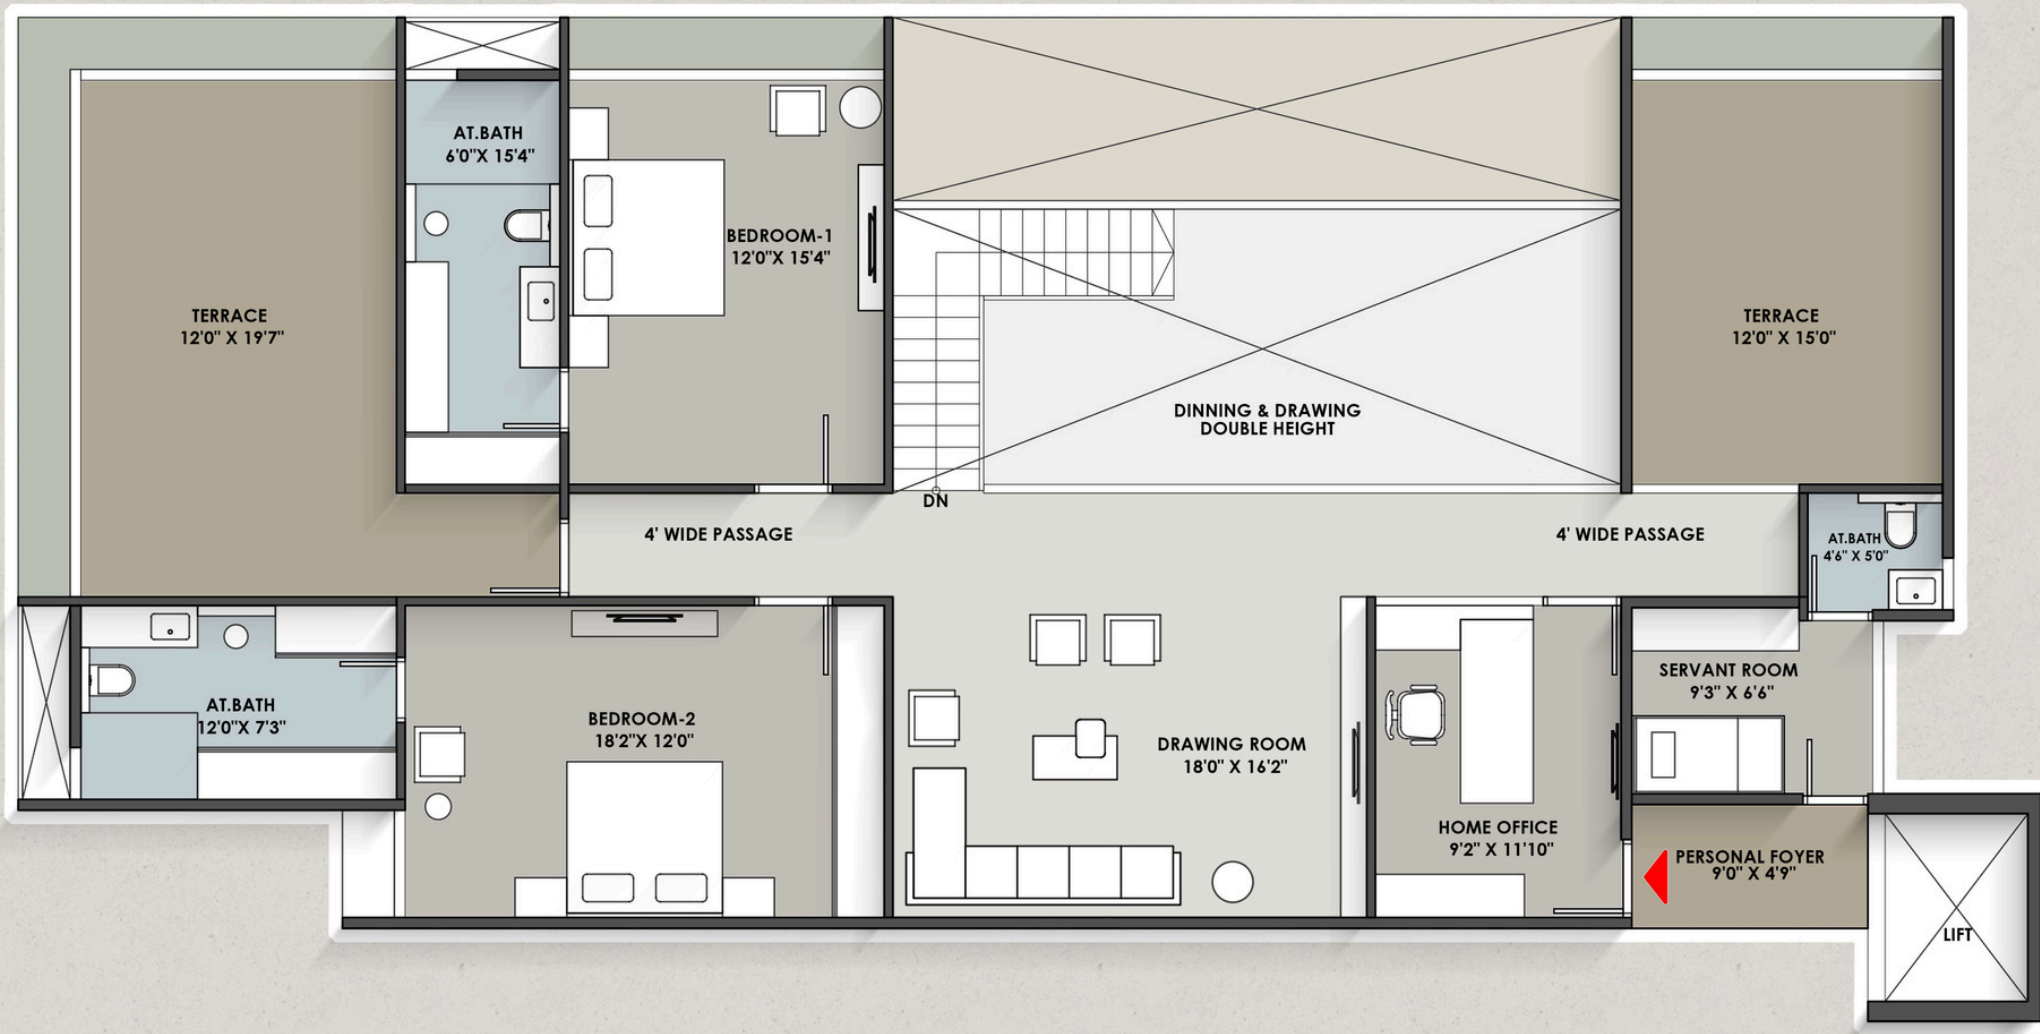 AT.BATH
6'0"X 15'4"
BEDROOM-1
12'0"X 15'4"
TERRACE
12'0" X 19'7"
TERRACE
12'0" X 15'0"
DINNING & DRAWING
DOUBLE HEIGHT
DN
4' WIDE PASSAGE
4' WIDE PASSAGE
AT.BATH
4'6" X 5'0"
SERVANT ROOM
9'3" X 6'6"
AT.BATH
12'0"X 7'3"
BEDROOM-2
18'2"X 12'0"
DRAWING ROOM
18'0" X 16'2"
HOME OFFICE
9'2" X 11'10"
PERSONAL FOYER
9'0" X 4'9"
LIFT